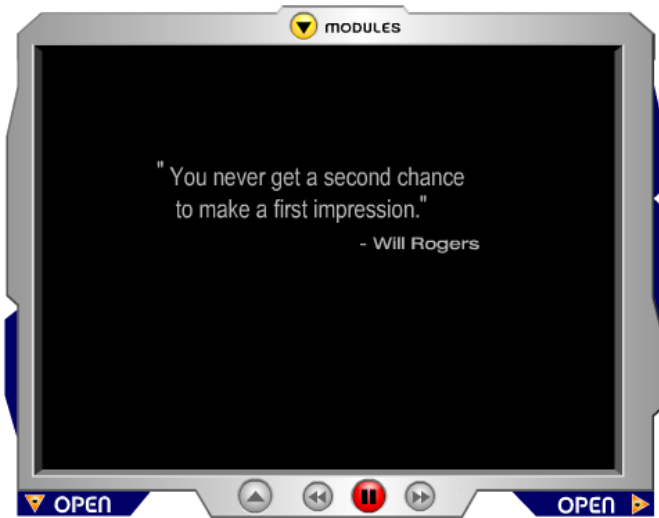 MODULES
" You never get a second chance
to make a first impression."
- Will Rogers
OPEN
OPEN